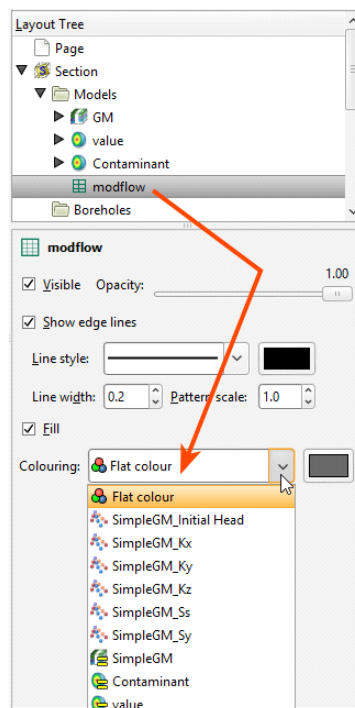 Layout Tree
Page
Section
Models
GM
value
Contaminant
modflow
Boreholes
modflow
Visible Opacity: 1.00
Show edge lines
Line style:
Line width: 0.2 Pattern scale: 1.0
Fill
Colouring: Flat colour
Flat colour
SimpleGM_Initial Head
SimpleGM_Kx
SimpleGM_Ky
SimpleGM_Kz
SimpleGM_Ss
SimpleGM_Sy
SimpleGM
Contaminant
value